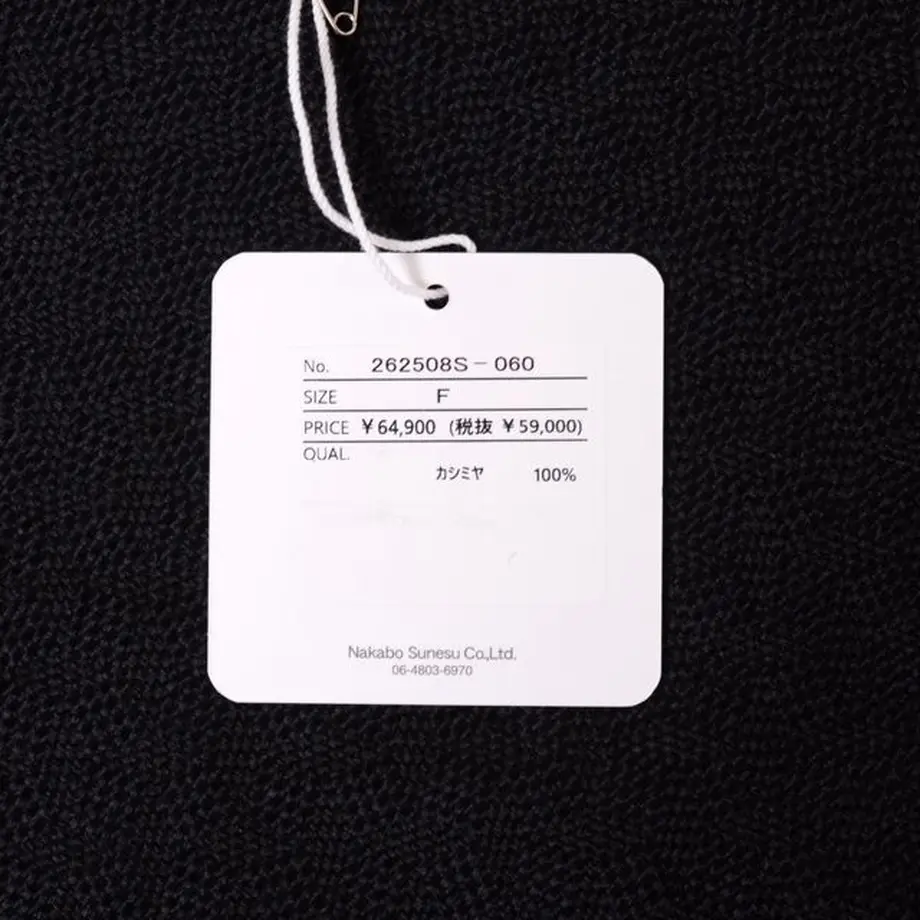 No. 262508S-060
SIZE F
PRICE ¥64,900 (税抜 ¥59,000)
QUAL.
カシミヤ 100%
Nakabo Sunesu Co.,Ltd.
06-4803-6970